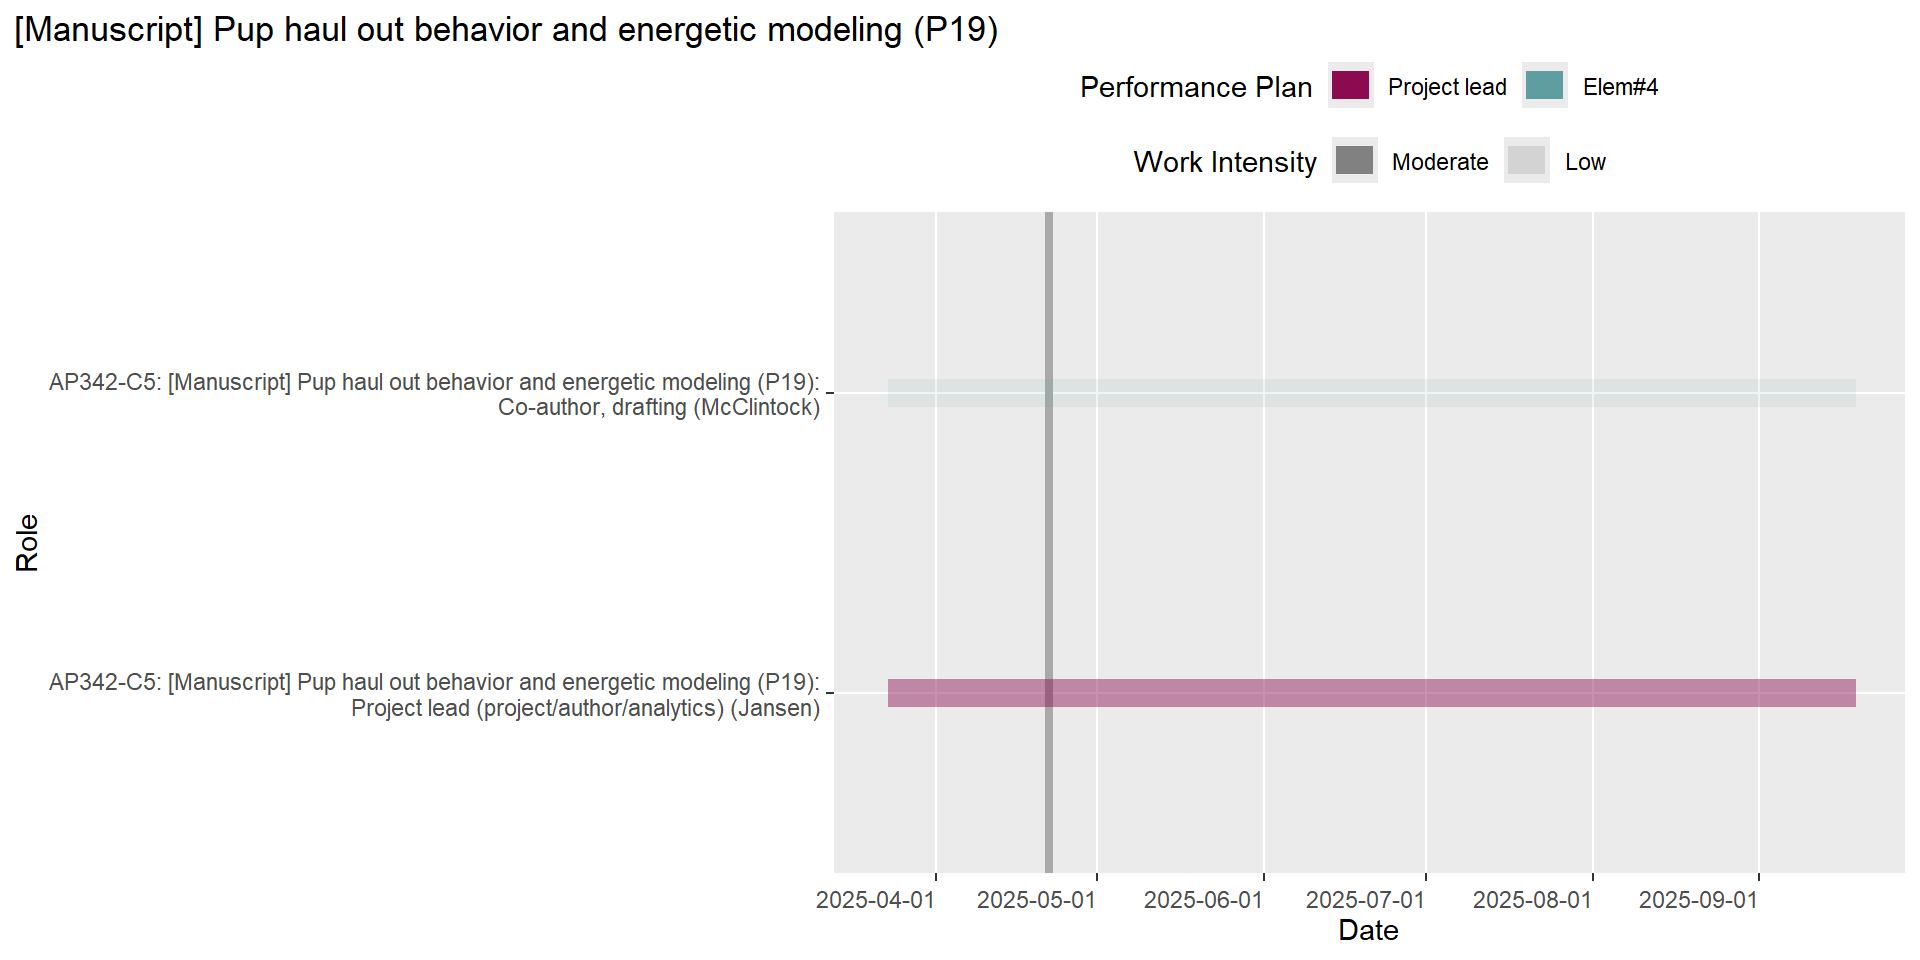 [Manuscript] Pup haul out behavior and energetic modeling (P19)
Performance Plan Project lead Elem#4
Work Intensity Moderate Low
AP342-C5: [Manuscript] Pup haul out behavior and energetic modeling (P19):
Co-author, drafting (McClintock)
Role
AP342-C5: [Manuscript] Pup haul out behavior and energetic modeling (P19):
Project lead (project/author/analytics) (Jansen)
2025-04-01 2025-05-01 2025-06-01 2025-07-01 2025-08-01 2025-09-01
Date